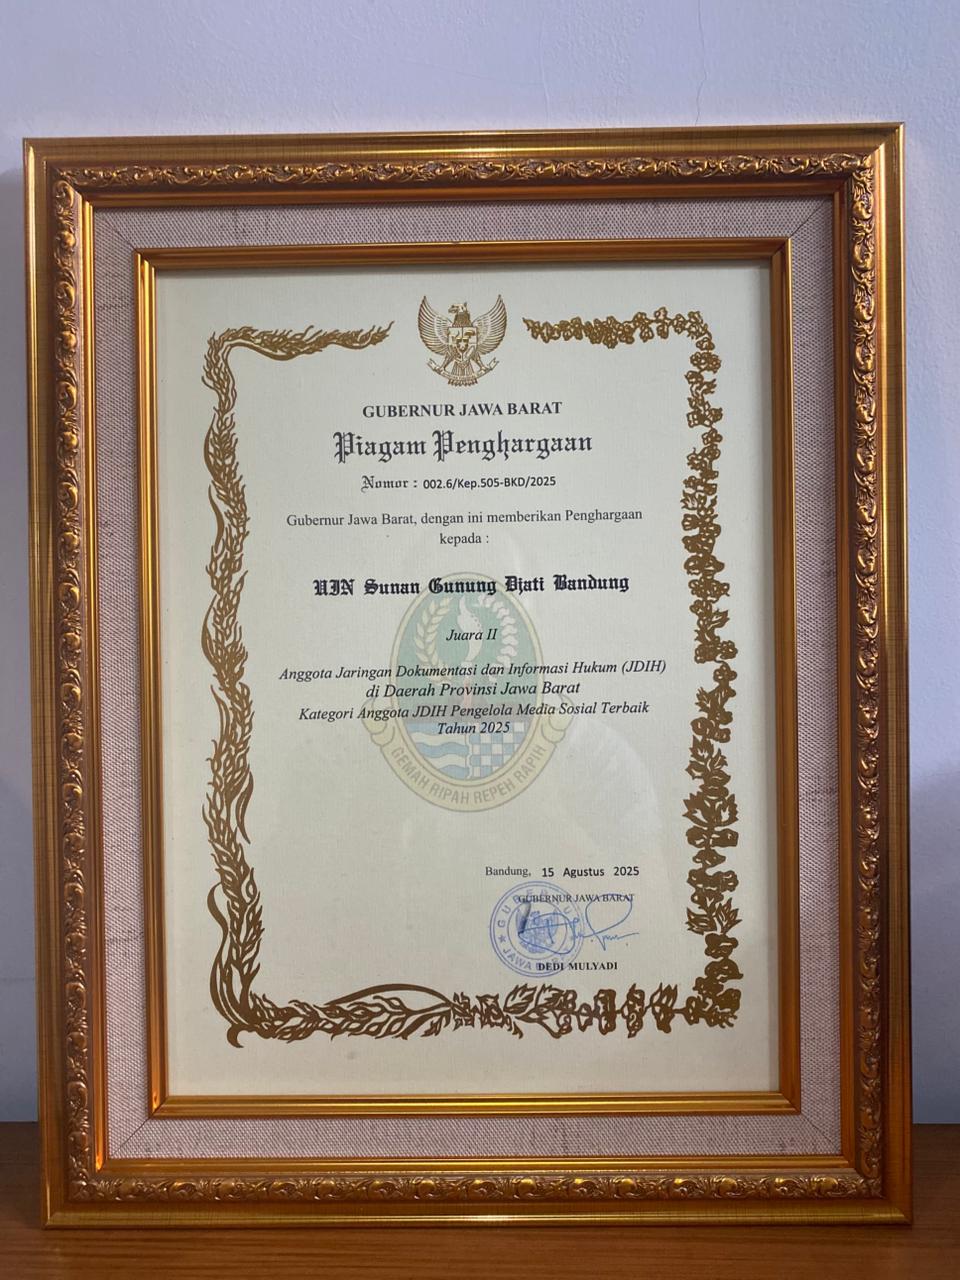 GUBERNUR JAWA BARAT
Piagam Penghargaan
Nomor : 002.6/Kep.505-BKD/2025
Gubernur Jawa Barat, dengan ini memberikan Penghargaan
kepada :
UIN Sunan Gunung Djati Bandung
Juara II
Anggota Jaringan Dokumentasi dan Informasi Hukum (JDIH)
di Daerah Provinsi Jawa Barat
Kategori Anggota JDIH Pengelola Media Sosial Terbaik
Tahun 2025
GEMAH RIPAH REPEH RAPIH
Bandung, 15 Agustus 2025
GUBERNUR JAWA BARAT
GUBERNUR
JAWA BARAT
DEDI MULYADI